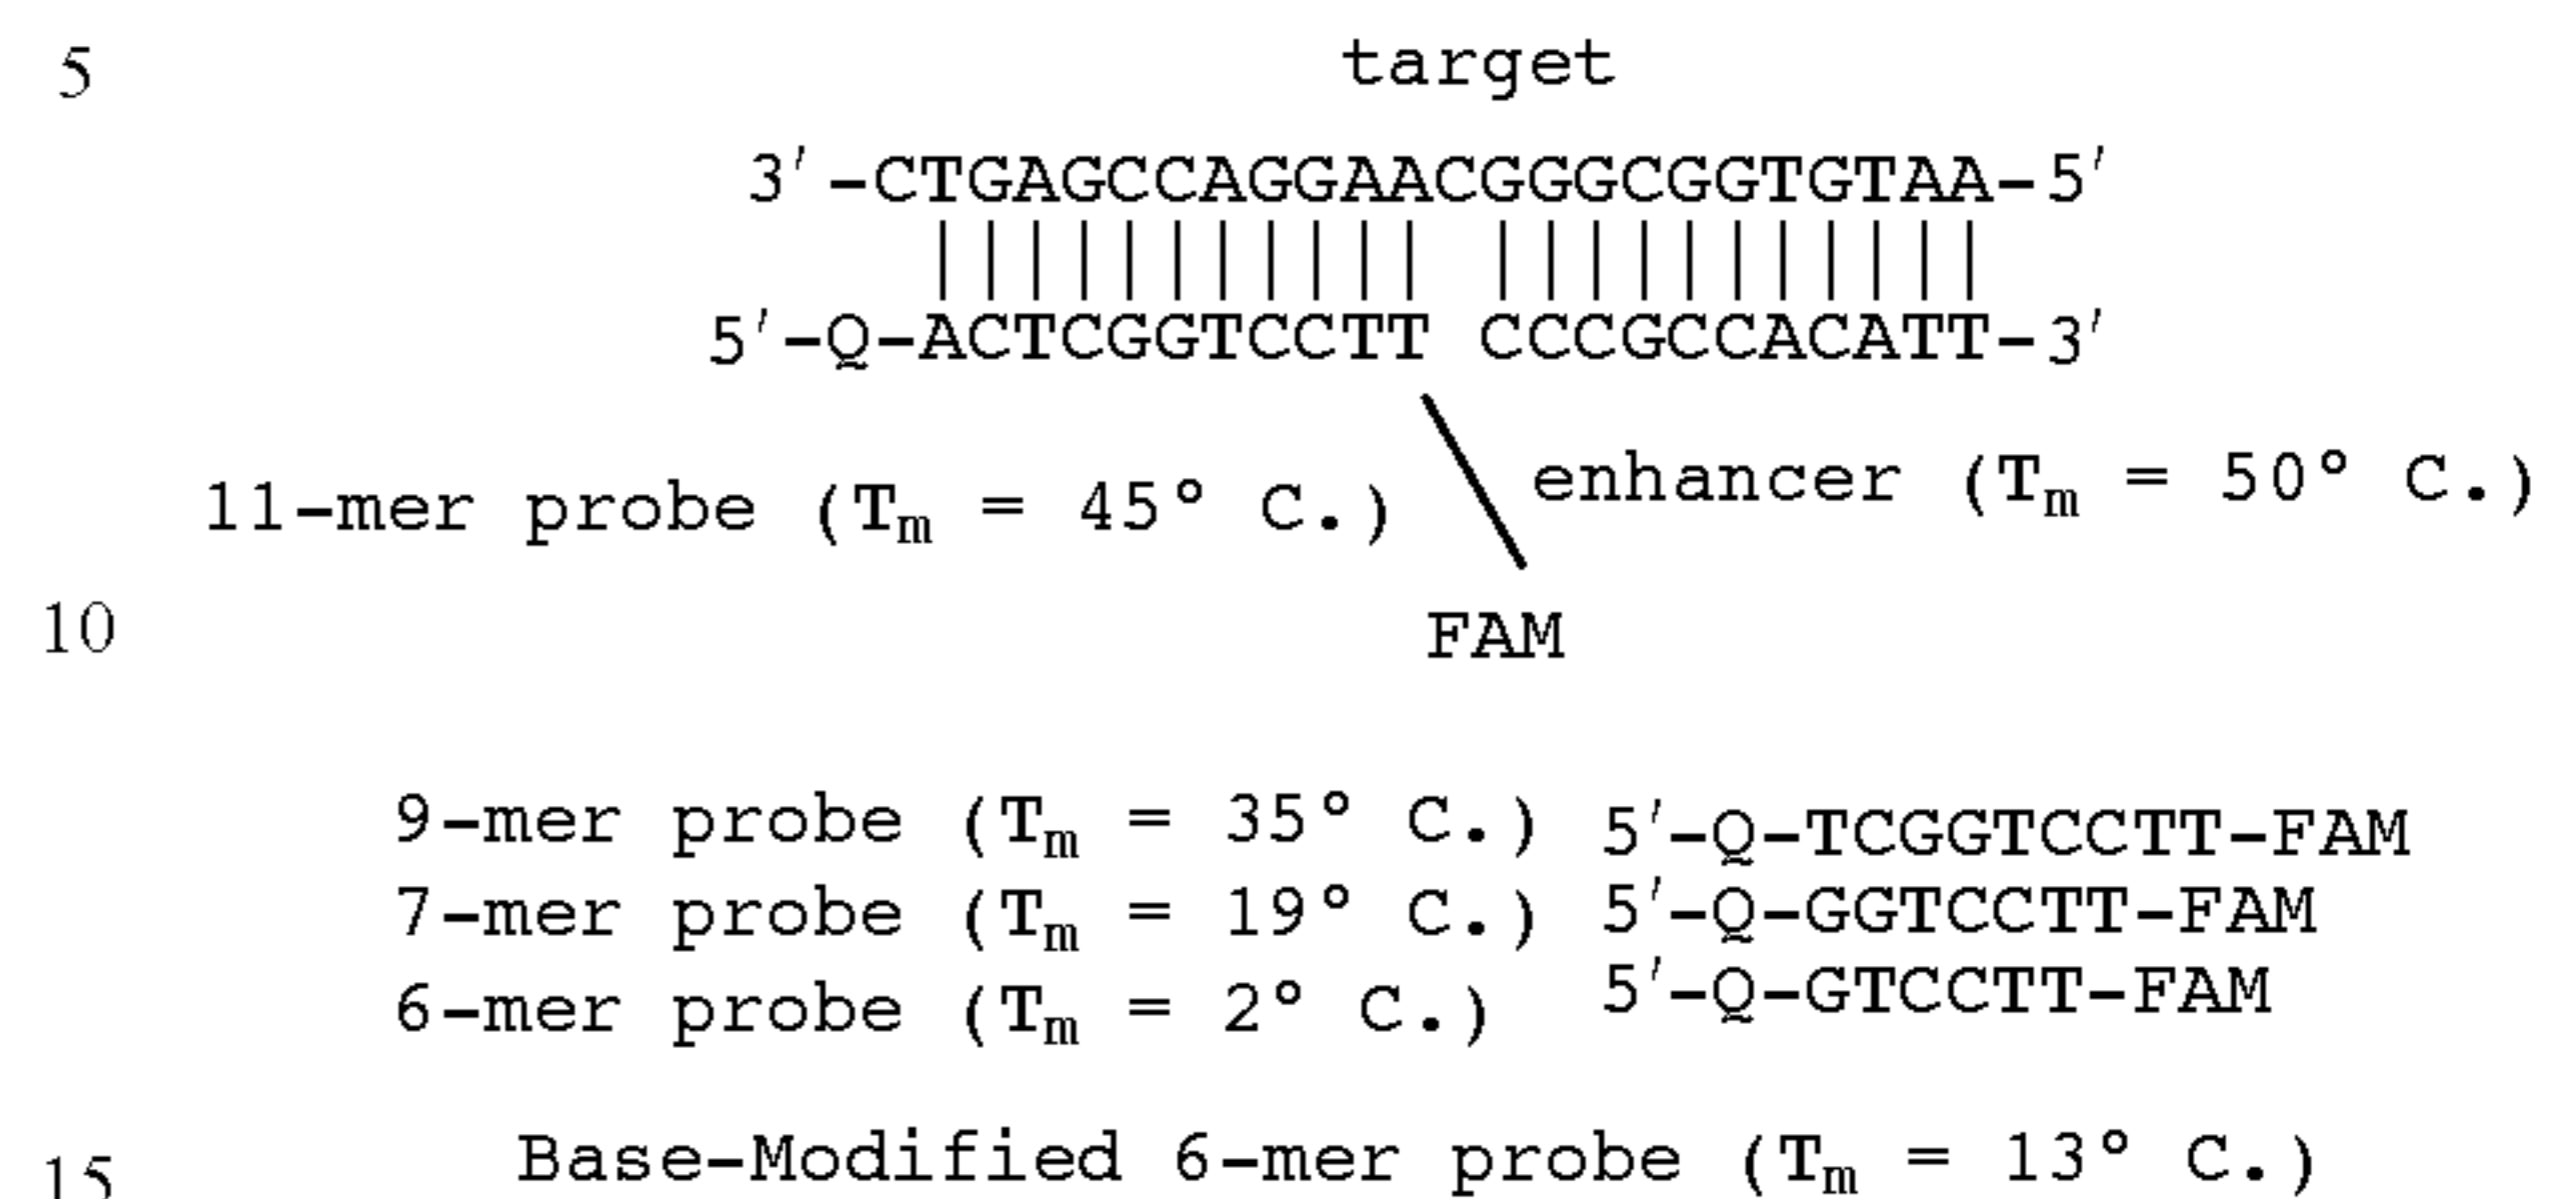 5 target
3′-CTGAGCCAGGAACGGGCGGTGTAA-5′
5′-Q-ACTCGGTCCTT CCCGCCACATT-3′
11-mer probe (Tm = 45° C.) enhancer (Tm = 50° C.)
10 FAM
9-mer probe (Tm = 35° C.) 5′-Q-TCGGTCCTT-FAM
7-mer probe (Tm = 19° C.) 5′-Q-GGTCCTT-FAM
6-mer probe (Tm = 2° C.) 5′-Q-GTCCTT-FAM
15 Base-Modified 6-mer probe (Tm = 13° C.)